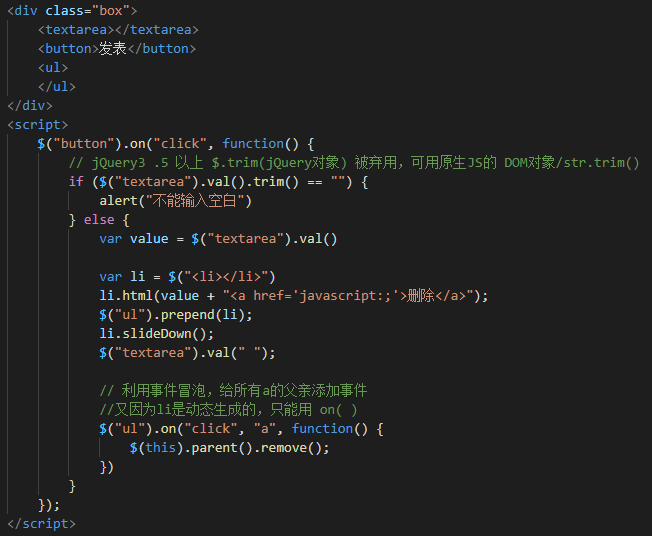 <div class="box">
    <textarea></textarea>
    <button>发表</button>
    <ul>
    </ul>
</div>
<script>
    $("button").on("click", function() {
        // jQuery3 .5 以上 $.trim(jQuery对象) 被弃用，可用原生JS的 DOM对象/str.trim()
        if ($("textarea").val().trim() == "") {
            alert("不能输入空白")
        } else {
            var value = $("textarea").val()

            var li = $("<li></li>")
            li.html(value + "<a href='javascript:;'>删除</a>");
            $("ul").prepend(li);
            li.slideDown();
            $("textarea").val(" ");

            // 利用事件冒泡，给所有a的父亲添加事件
            //又因为li是动态生成的，只能用 on( )
            $("ul").on("click", "a", function() {
                $(this).parent().remove();
            })
        }
    });
</script>